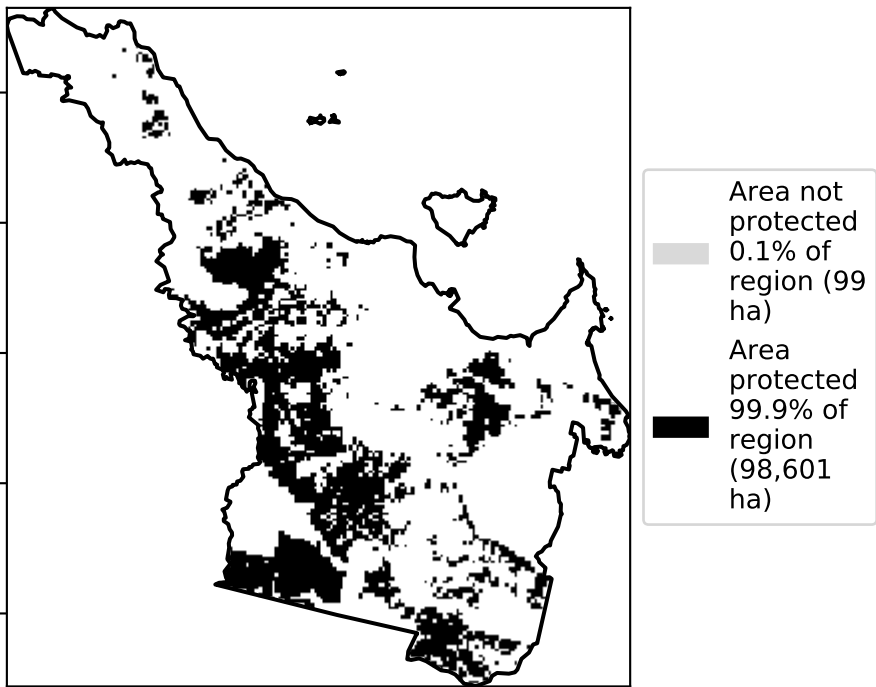 Area not
protected
0.1% of
region (99
ha)
Area
protected
99.9% of
region
(98,601
ha)